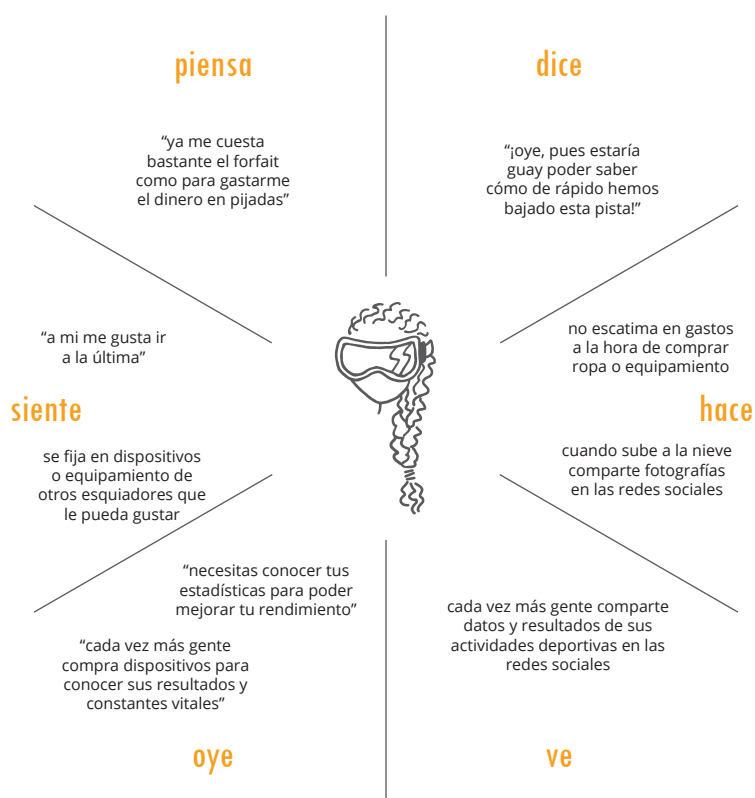 piensa
“ya me cuesta
bastante el forfait
como para gastarme
el dinero en pijadas”
dice
“¡oye, pues estaría
guay poder saber
cómo de rápido hemos
bajado esta pista!”
“a mi me gusta ir
a la última”
siente
se fija en dispositivos
o equipamiento de
otros esquiadores que
le pueda gustar
no escatima en gastos
a la hora de comprar
ropa o equipamiento
hace
cuando sube a la nieve
comparte fotografías
en las redes sociales
“necesitas conocer tus
estadísticas para poder
mejorar tu rendimiento”
“cada vez más gente
compra dispositivos para
conocer sus resultados y
constantes vitales”
oye
cada vez más gente comparte
datos y resultados de sus
actividades deportivas en las
redes sociales
ve